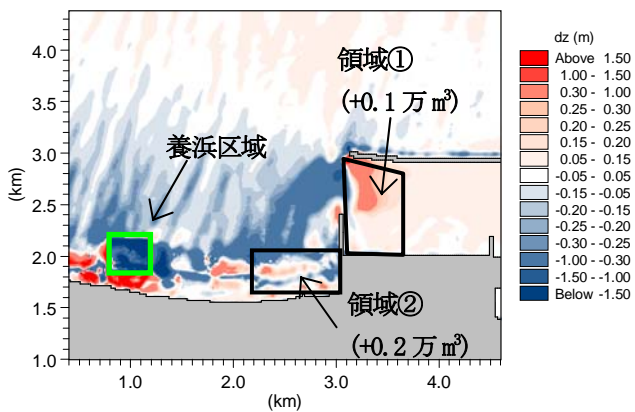 4.0
3.5
3.0
2.5
2.0
1.5
1.0
(km)
1.0
2.0
3.0
4.0
(km)
領域①
(+0.1 万 m³)
養浜区域
領域②
(+0.2 万 m³)
dz (m)
Above 1.50
1.00 - 1.50
0.30 - 1.00
0.25 - 0.30
0.20 - 0.25
0.15 - 0.20
0.05 - 0.15
-0.05 - 0.05
-0.15 - -0.05
-0.20 - -0.15
-0.25 - -0.20
-0.30 - -0.25
-1.00 - -0.30
-1.50 - -1.00
Below -1.50